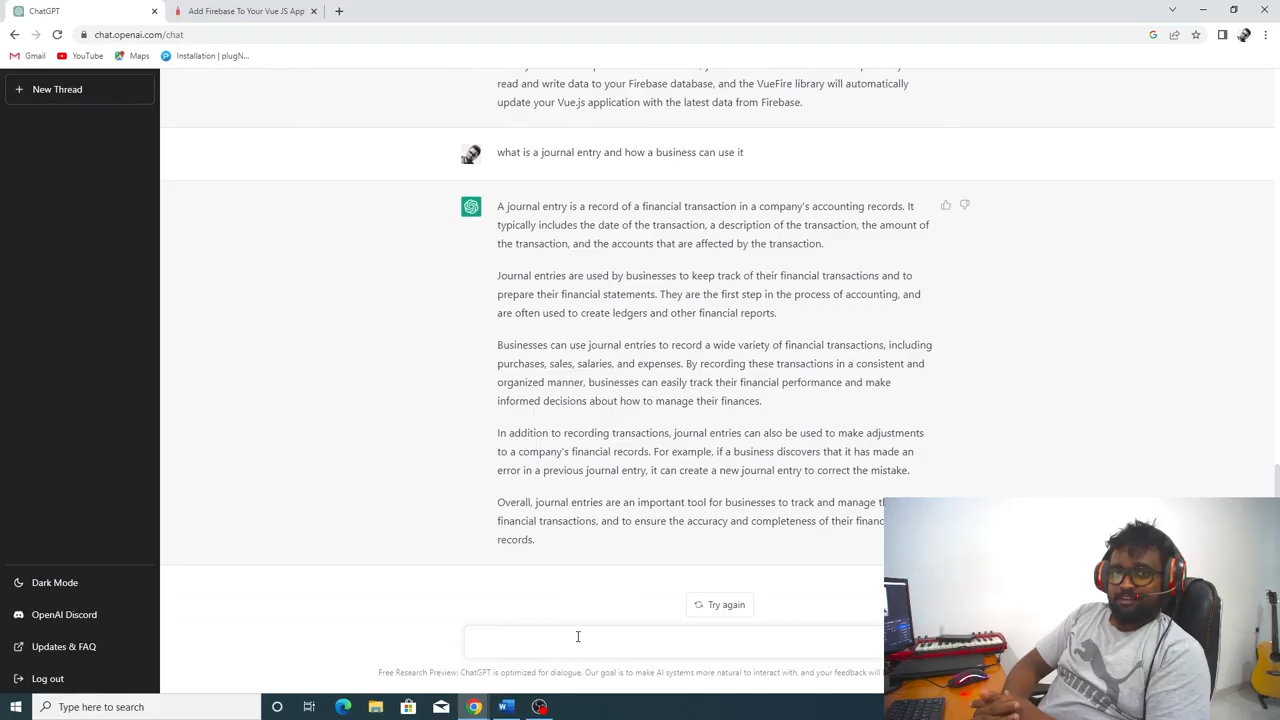 ChatGPT
Add Firebase To Your Vue JS App
chat.openai.com/chat
Gmail
YouTube
Maps
Installation | plugN...
New Thread
read and write data to your Firebase database, and the VueFire library will automatically
update your Vue.js application with the latest data from Firebase.
what is a journal entry and how a business can use it
A journal entry is a record of a financial transaction in a company's accounting records. It
typically includes the date of the transaction, a description of the transaction, the amount of
the transaction, and the accounts that are affected by the transaction.
Journal entries are used by businesses to keep track of their financial transactions and to
prepare their financial statements. They are the first step in the process of accounting, and
are often used to create ledgers and other financial reports.
Businesses can use journal entries to record a wide variety of financial transactions, including
purchases, sales, salaries, and expenses. By recording these transactions in a consistent and
organized manner, businesses can easily track their financial performance and make
informed decisions about how to manage their finances.
In addition to recording transactions, journal entries can also be used to make adjustments
to a company's financial records. For example, if a business discovers that it has made an
error in a previous journal entry, it can create a new journal entry to correct the mistake.
Overall, journal entries are an important tool for businesses to track and manage
financial transactions, and to ensure the accuracy and completeness of their
records.
Try again
Dark Mode
OpenAI Discord
Updates & FAQ
Log out
Free Research Preview: ChatGPT is optimized for dialogue. Our goal is to make AI systems more natural to interact with, and your feedback will
Type here to search